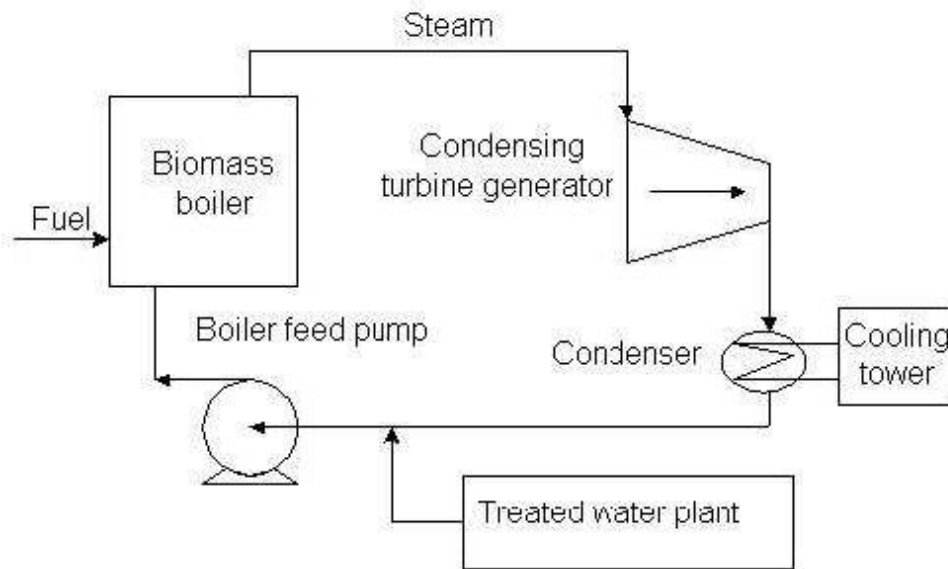 Steam
Biomass
boiler
Condensing
turbine generator
Fuel
Boiler feed pump
Condenser
Cooling
tower
Treated water plant